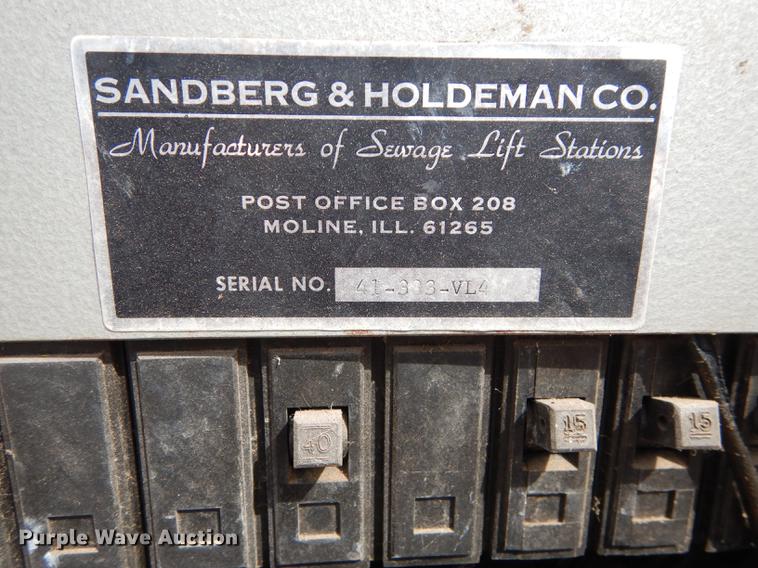 SANDBERG & HOLDEMAN CO.
Manufacturers of Sewage Lift Stations
POST OFFICE BOX 208
MOLINE, ILL. 61265
SERIAL NO.
40 15 15
Purple Wave Auction